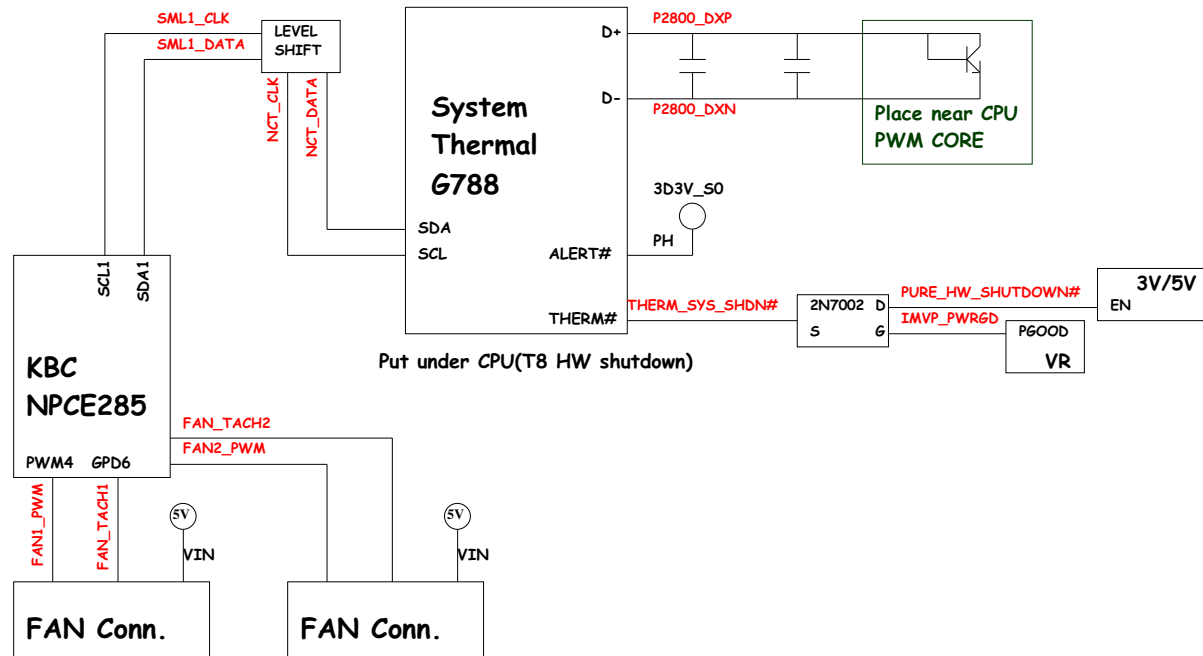 SML1_CLK
SML1_DATA
LEVEL
SHIFT
NCT_CLK
NCT_DATA
System
Thermal
G788
D+
D-
P2800_DXP
P2800_DXN
Place near CPU
PWM CORE
SDA
SCL
ALERT#
THERM#
3D3V_S0
PH
THERM_SYS_SHDN#
2N7002 D
S G
PURE_HW_SHUTDOWN#
IMVP_PWRGD
3V/5V
EN
PGOOD
VR
Put under CPU(T8 HW shutdown)
SCL1
SDA1
KBC
NPCE285
PWM4 GPD6
FAN_TACH2
FAN2_PWM
FAN1_PWM
FAN_TACH1
5V
VIN
5V
VIN
FAN Conn.
FAN Conn.